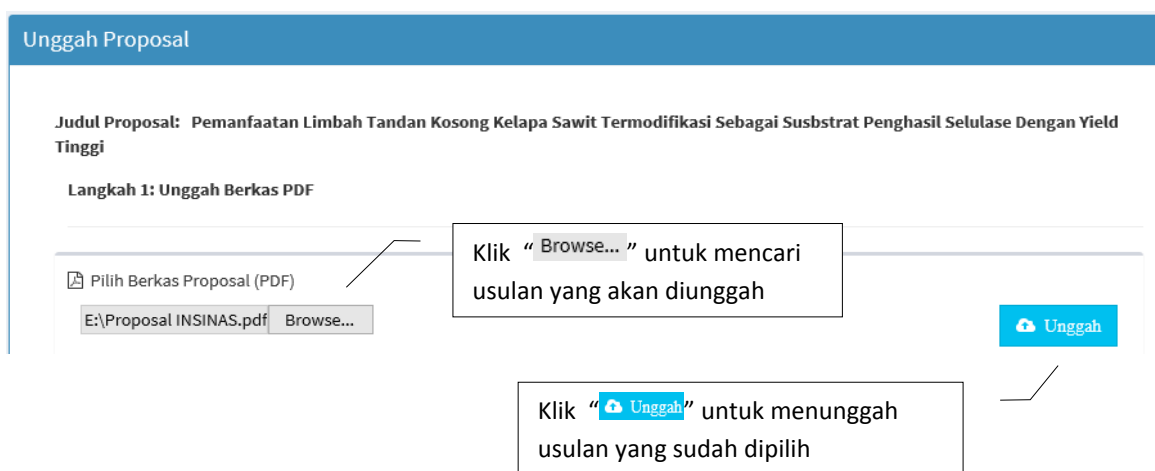 Unggah Proposal
Judul Proposal: Pemanfaatan Limbah Tandan Kosong Kelapa Sawit Termodifikasi Sebagai Susbstrat Penghasil Selulase Dengan Yield
Tinggi
Langkah 1: Unggah Berkas PDF
Klik “ Browse... ” untuk mencari
usulan yang akan diunggah
Pilih Berkas Proposal (PDF)
E:\Proposal INSINAS.pdf Browse...
Unggah
Klik “ Unggah” untuk menunggah
usulan yang sudah dipilih